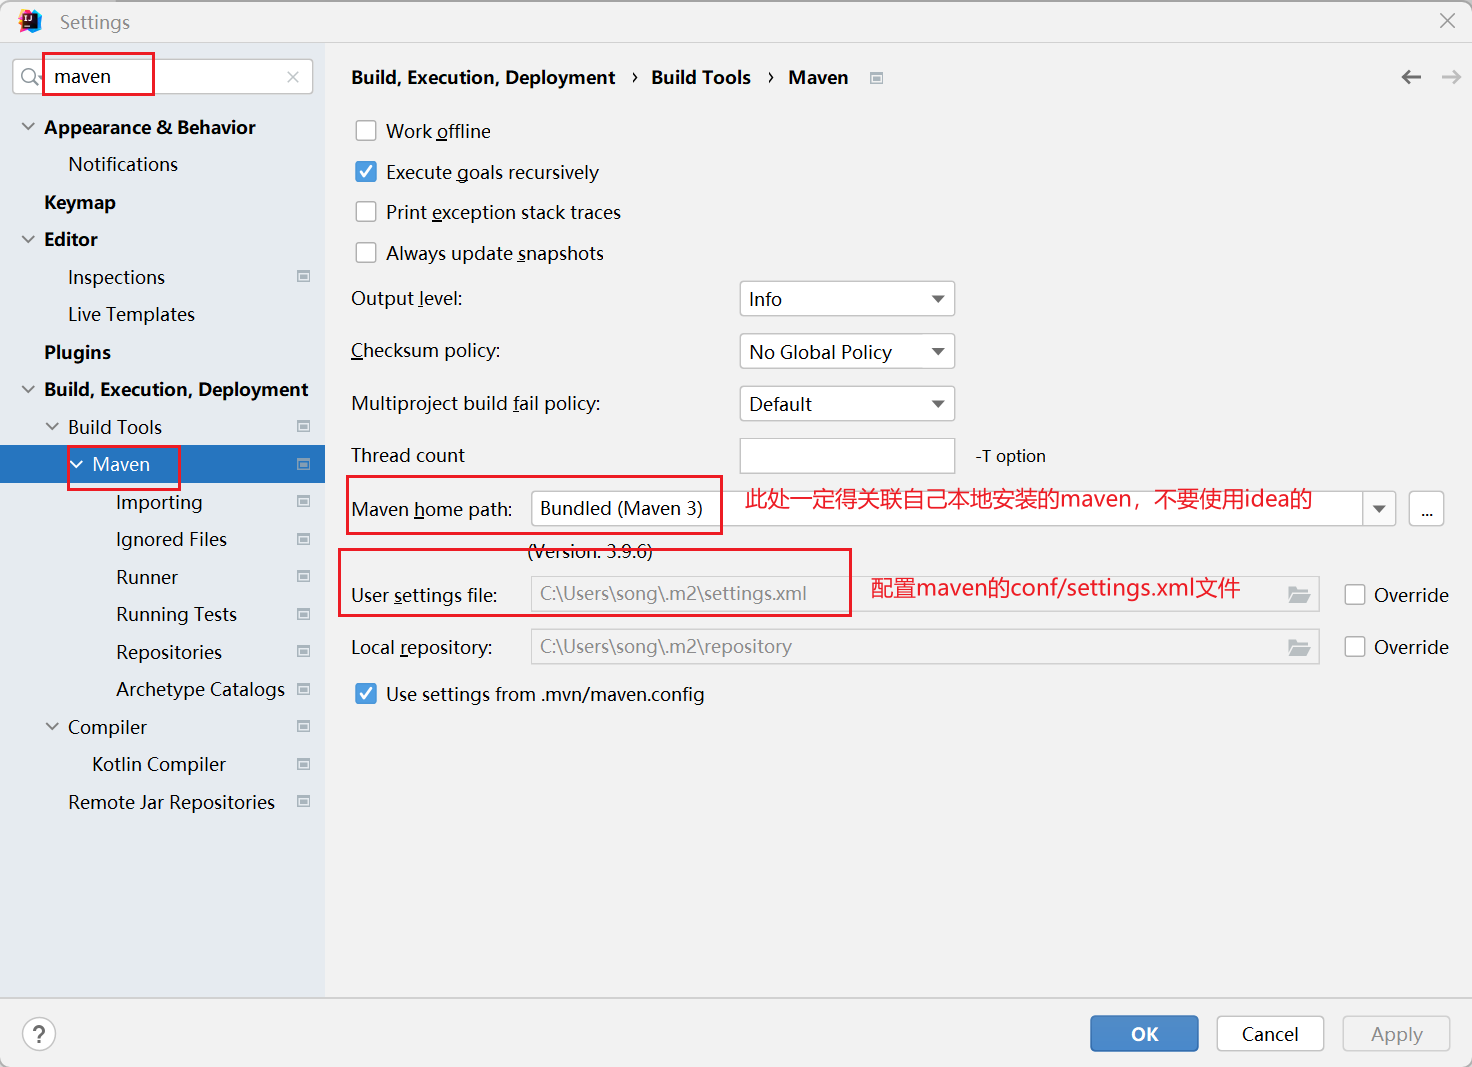 Settings
maven
Appearance & Behavior
Notifications
Keymap
Editor
Inspections
Live Templates
Plugins
Build, Execution, Deployment
Build Tools
Maven
Importing
Ignored Files
Runner
Running Tests
Repositories
Archetype Catalogs
Compiler
Kotlin Compiler
Remote Jar Repositories
Build, Execution, Deployment › Build Tools › Maven
Work offline
Execute goals recursively
Print exception stack traces
Always update snapshots
Output level: Info
Checksum policy: No Global Policy
Multiproject build fail policy: Default
Thread count -T option
Maven home path: Bundled (Maven 3) 此处一定得关联自己本地安装的maven，不要使用idea的 ...
(Version: 3.9.6)
User settings file: C:\Users\song\.m2\settings.xml 配置maven的conf/settings.xml文件 Override
Local repository: C:\Users\song\.m2\repository Override
Use settings from .mvn/maven.config
? OK Cancel Apply